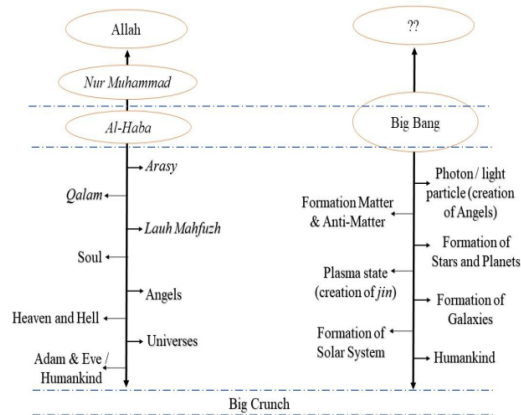 Allah
Nur Muhammad
Al-Haba
Arasy
Qalam
Lauh Mahfuzh
Soul
Angels
Heaven and Hell
Universes
Adam & Eve /
Humankind
??
Big Bang
Photon / light
particle (creation
of Angels)
Formation Matter
& Anti-Matter
Formation of
Stars and Planets
Plasma state
(creation of jin)
Formation of
Galaxies
Formation of
Solar System
Humankind
Big Crunch